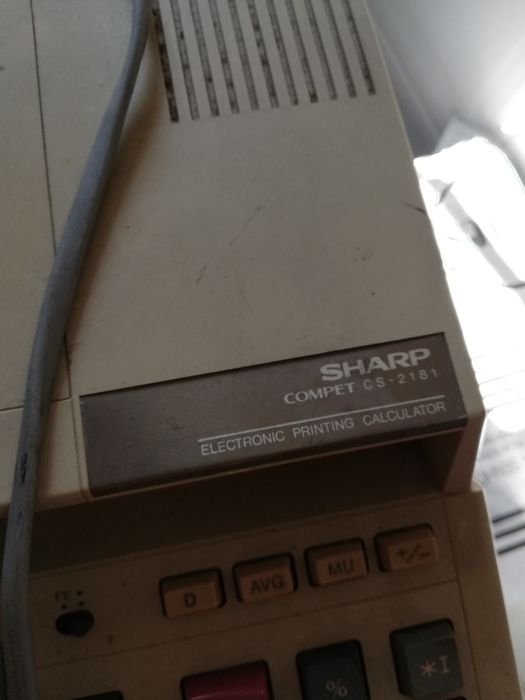 SHARP
COMPET CS-2181
ELECTRONIC PRINTING CALCULATOR
D AVG MU +/−
% *I